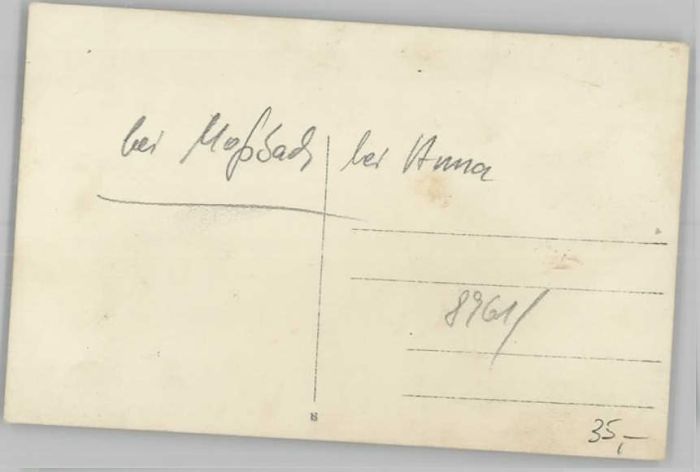 bei Moßbach bei Anna
8961/
8
35,-